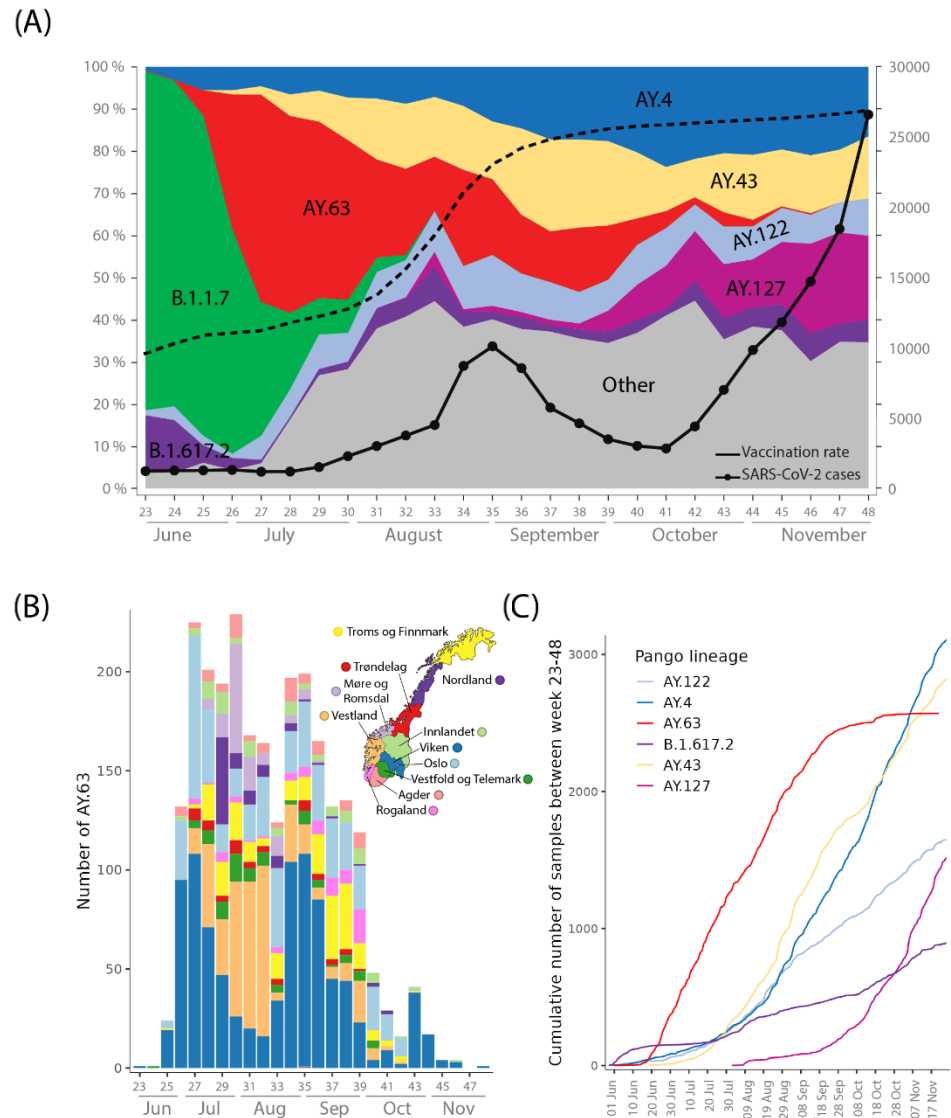 (A)
100 %
90 %
80 %
70 %
60 %
50 %
40 %
30 %
20 %
10 %
0 %
30000
25000
20000
15000
10000
5000
0
AY.4
AY.43
AY.63
AY.122
AY.127
B.1.1.7
Other
B.1.617.2
Vaccination rate
SARS-CoV-2 cases
23 24 25 26 27 28 29 30 31 32 33 34 35 36 37 38 39 40 41 42 43 44 45 46 47 48
June July August September October November
(B)
Number of AY.63
200
150
100
50
0
Troms og Finnmark
Trøndelag
Nordland
Møre og
Romsdal
Vestland
Innlandet
Viken
Oslo
Vestfold og Telemark
Agder
Rogaland
23 25 27 29 31 33 35 37 39 41 43 45 47
Jun Jul Aug Sep Oct Nov
(C)
Cumulative number of samples between week 23-48
3000
2000
1000
0
Pango lineage
AY.122
AY.4
AY.63
B.1.617.2
AY.43
AY.127
01 Jun
10 Jun
20 Jun
30 Jun
10 Jul
20 Jul
30 Jul
09 Aug
19 Aug
29 Aug
08 Sep
Sep
28 Sep
08 Oct
18 Oct
28 Oct
07 Nov
17 Nov